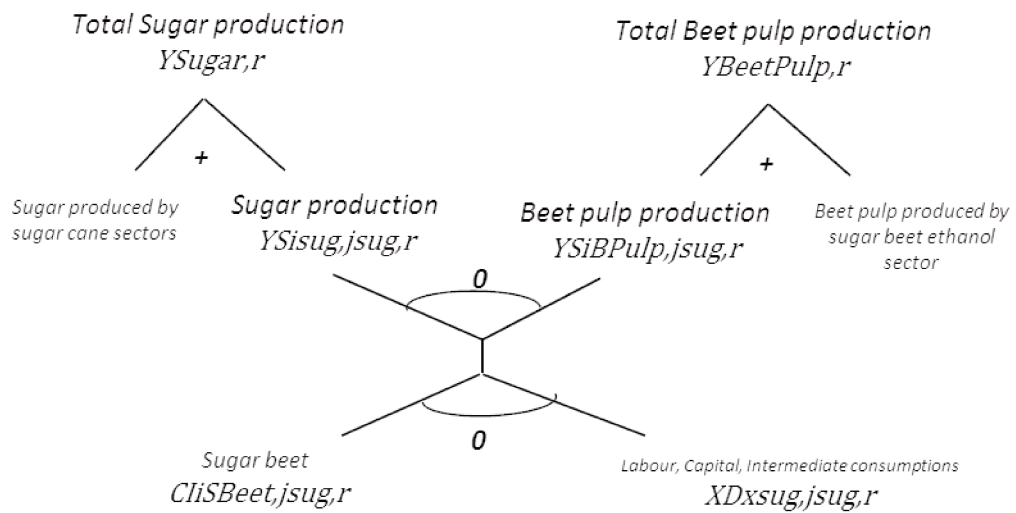 Total Sugar production
YSugar,r
Total Beet pulp production
YBeetPulp,r
+
+
Sugar produced by
sugar cane sectors
Sugar production
YSisug,jsug,r
Beet pulp production
YSiBPulp,jsug,r
Beet pulp produced by
sugar beet ethanol
sector
0
0
Sugar beet
CIiSBeet,jsug,r
Labour, Capital, Intermediate consumptions
XDxsug,jsug,r